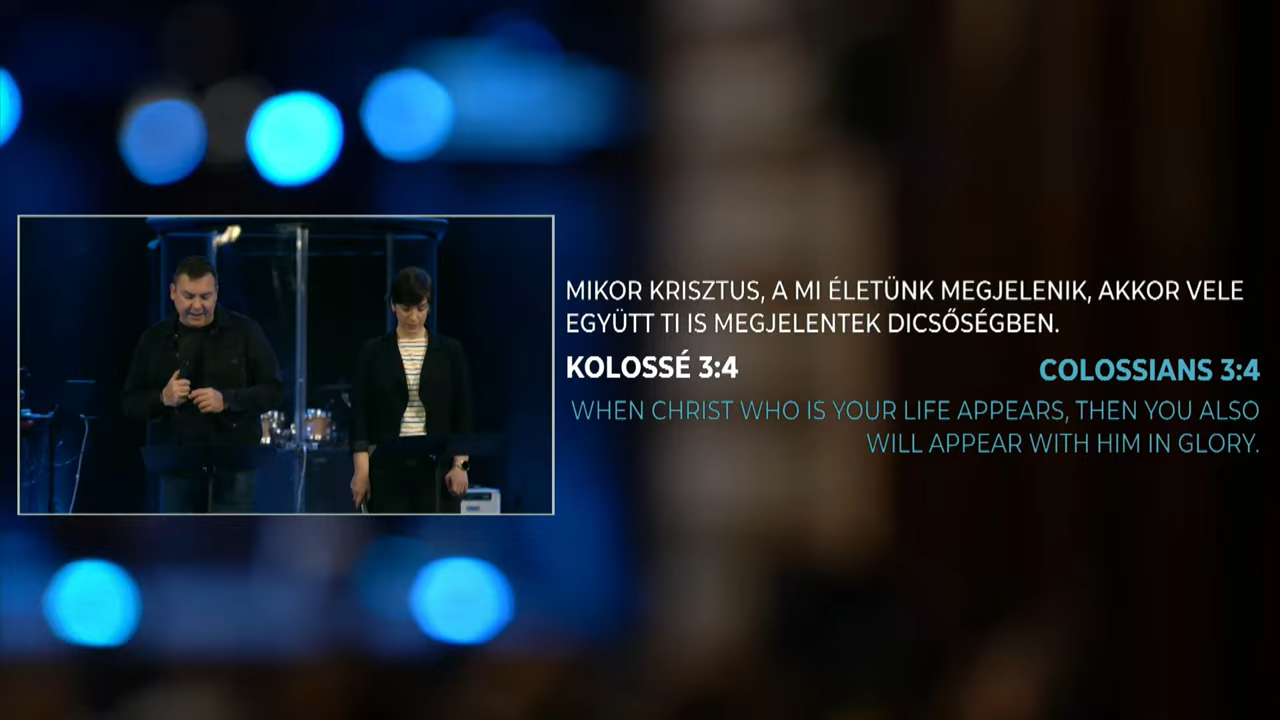 MIKOR KRISZTUS, A MI ÉLETÜNK MEGJELENIK, AKKOR VELE
EGYÜTT TI IS MEGJELENTEK DICSŐSÉGBEN.
KOLOSSÉ 3:4
COLOSSIANS 3:4
WHEN CHRIST WHO IS YOUR LIFE APPEARS, THEN YOU ALSO
WILL APPEAR WITH HIM IN GLORY.